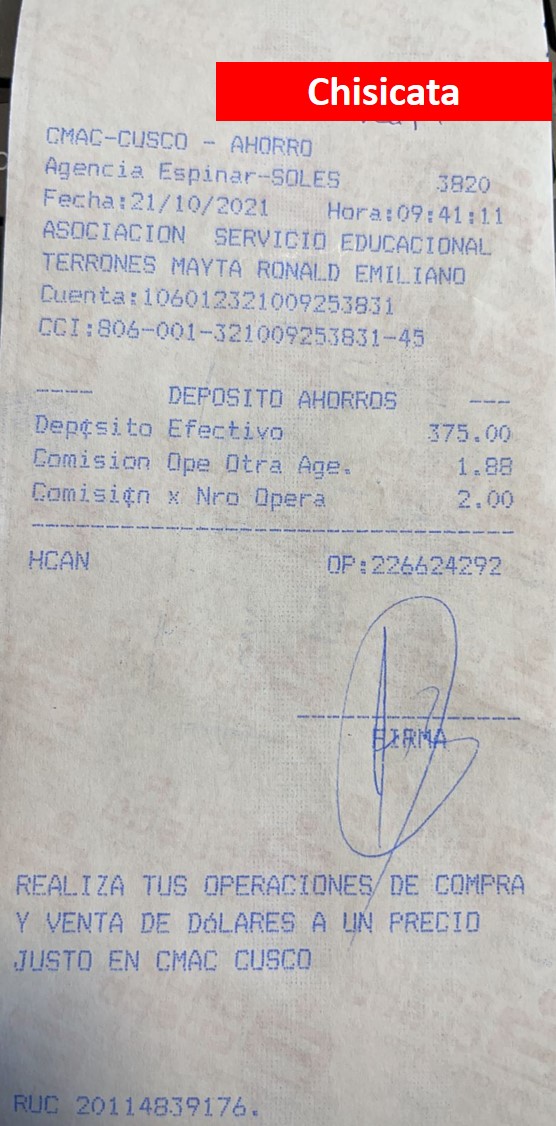 Chisicata
CMAC-CUSCO - AHORRO
Agencia Espinar-SOLES 3820
Fecha:21/10/2021 Hora:09:41:11
ASOCIACION SERVICIO EDUCACIONAL
TERRONES MAYTA RONALD EMILIANO
Cuenta:106012321009253831
CCI:806-001-321009253831-45
---- DEPOSITO AHORROS ---
Dep¢sito Efectivo 375.00
Comision Ope Otra Age. 1.88
Comisi¢n x Nro Opera 2.00
HCAN OP:226624292
FIRMA
REALIZA TUS OPERACIONES DE COMPRA
Y VENTA DE DóLARES A UN PRECIO
JUSTO EN CMAC CUSCO
RUC 20114839176.